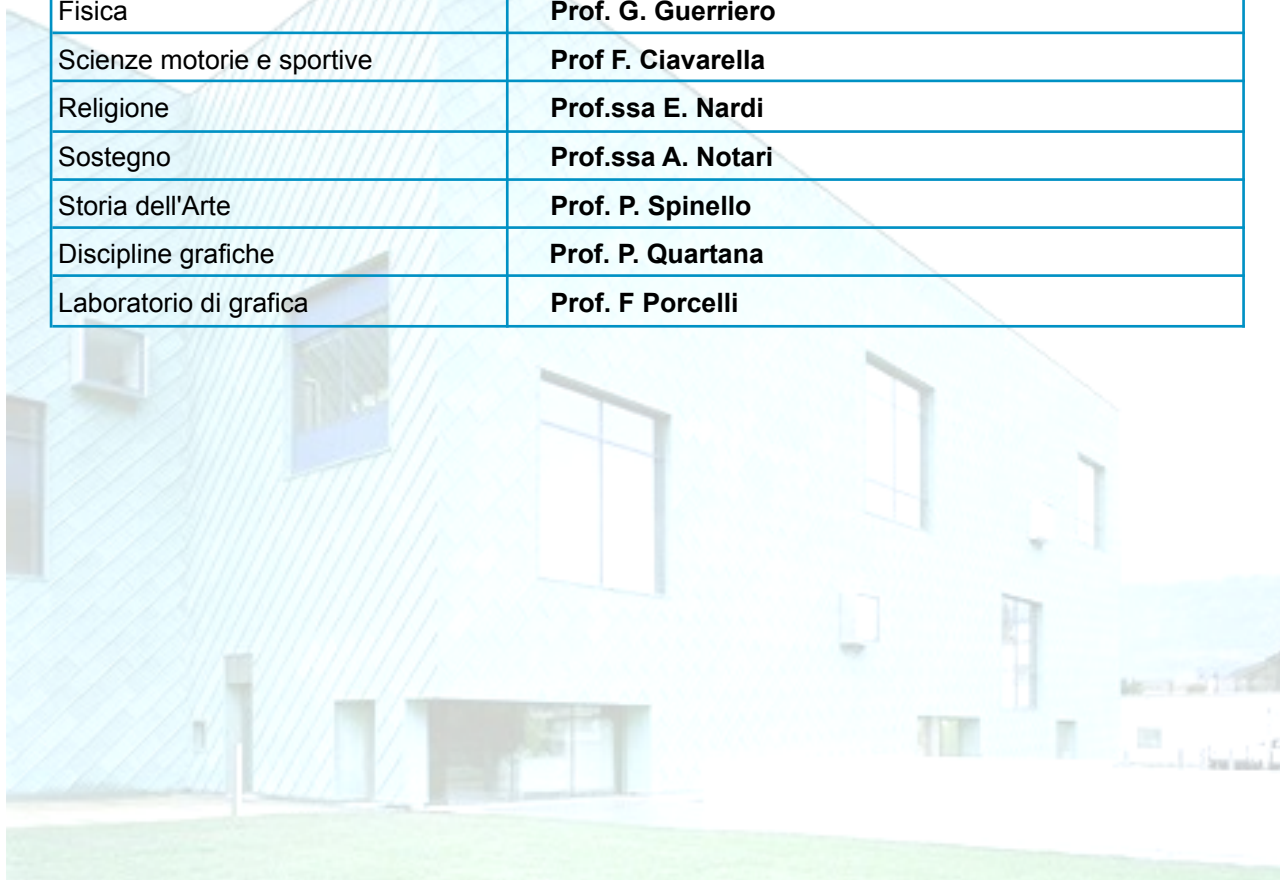 Fisica Prof. G. Guerriero
Scienze motorie e sportive Prof F. Ciavarella
Religione Prof.ssa E. Nardi
Sostegno Prof.ssa A. Notari
Storia dell'Arte Prof. P. Spinello
Discipline grafiche Prof. P. Quartana
Laboratorio di grafica Prof. F Porcelli